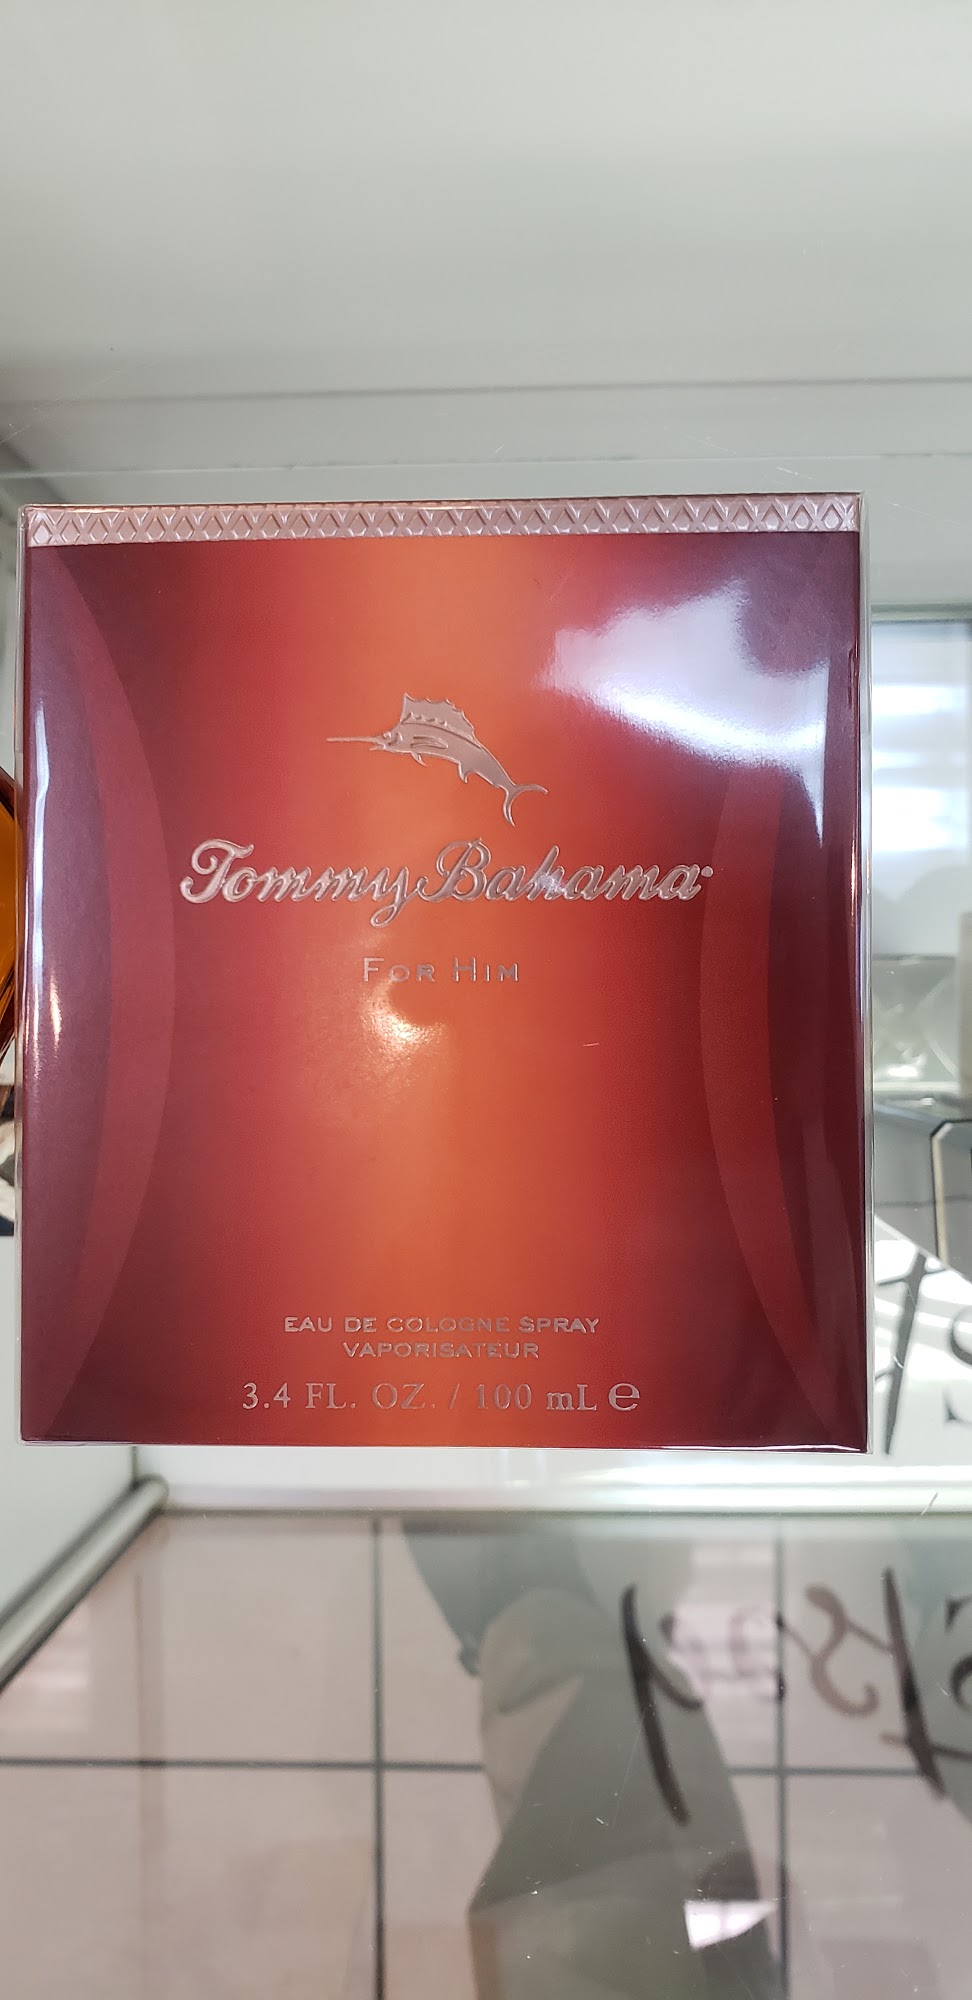 Tommy Bahama
FOR HIM
EAU DE COLOGNE SPRAY
VAPORISATEUR
3.4 FL. OZ. / 100 mL ℮